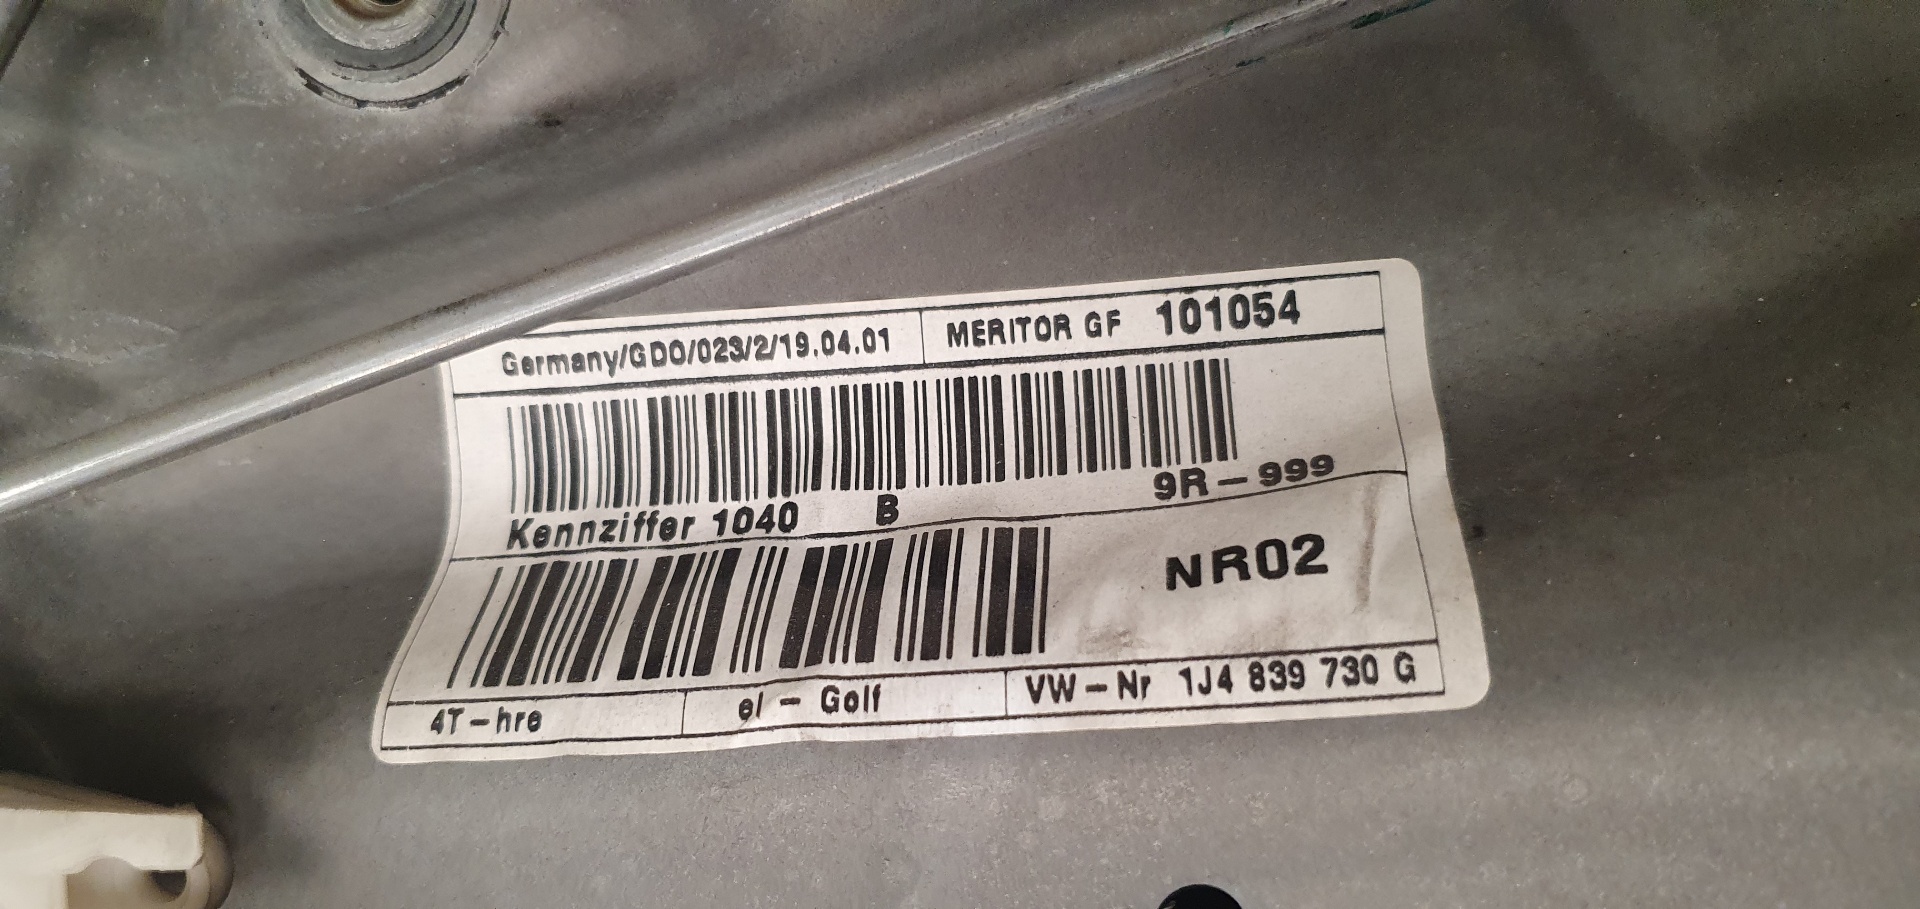 Germany/GDO/023/2/19.04.01 MERITOR GF 101054
Kennziffer 1040 B 9R-999
NR02
4T-hre el - Golf VW-Nr 1J4 839 730 G